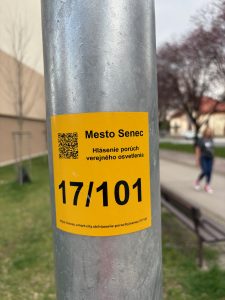 Mesto Senec
Hlásenie porúch
verejného osvetlenia
17/101